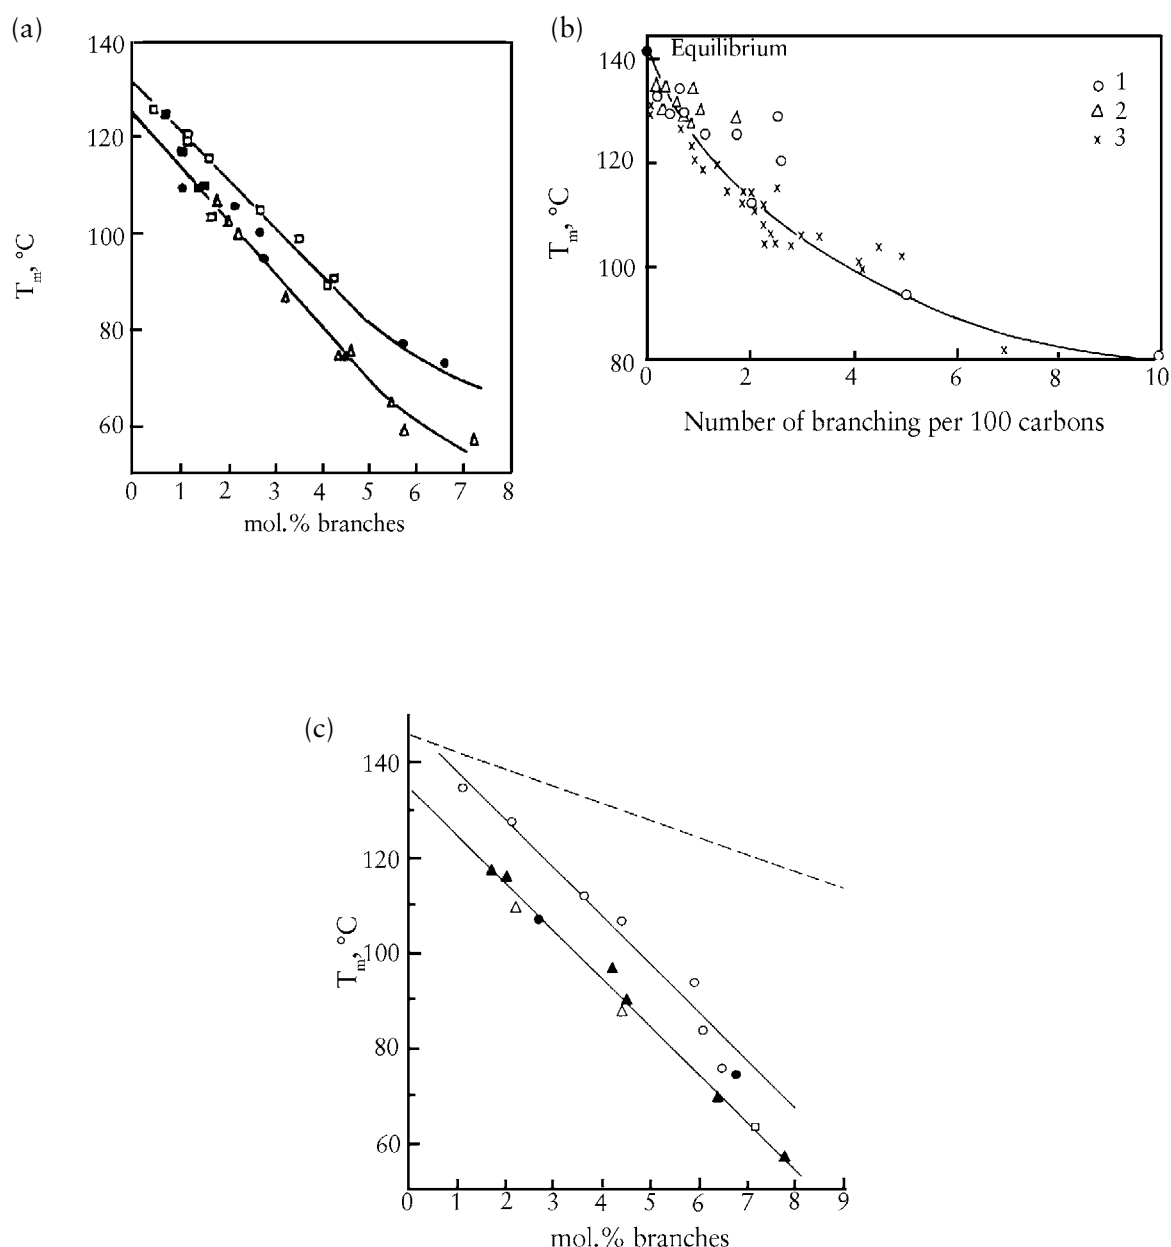 (a)
140
120
100
80
60
T_m, °C
0 1 2 3 4 5 6 7 8
mol.% branches
(b)
140
120
100
80
T_m, °C
Equilibrium
1
2
3
0 2 4 6 8 10
Number of branching per 100 carbons
(c)
140
120
100
80
60
T_m, °C
0 1 2 3 4 5 6 7 8 9
mol.% branches